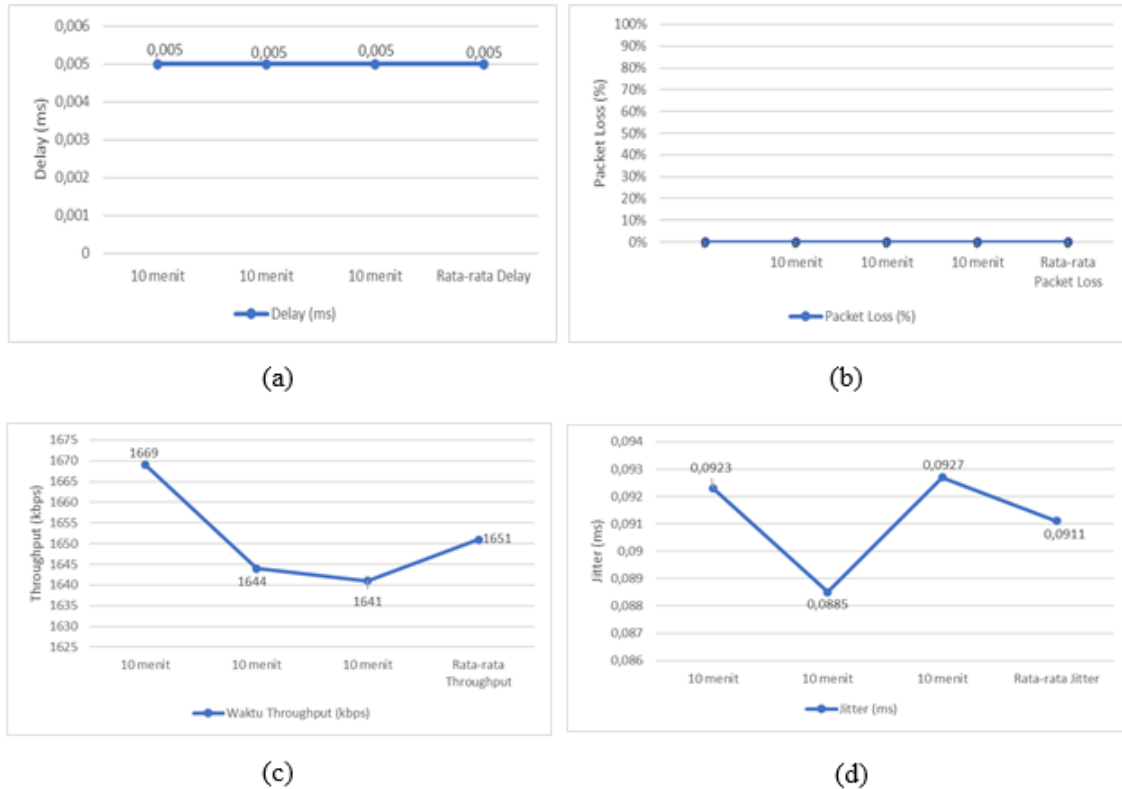 0,006
0,005
0,004
0,003
0,002
0,001
0
Delay (ms)
0,005 0,005 0,005 0,005
10 menit 10 menit 10 menit Rata-rata Delay
Delay (ms)
(a)
100%
90%
80%
70%
60%
50%
40%
30%
20%
10%
0%
Packet Loss (%)
10 menit 10 menit 10 menit Rata-rata
Packet Loss
Packet Loss (%)
(b)
1675
1670
1665
1660
1655
1650
1645
1640
1635
1630
1625
Throughput (kbps)
1669
1644
1641
1651
10 menit 10 menit 10 menit Rata-rata
Throughput
Waktu Throughput (kbps)
(c)
0,094
0,093
0,092
0,091
0,09
0,089
0,088
0,087
0,086
Jitter (ms)
0,0923
0,0885
0,0927
0,0911
10 menit 10 menit 10 menit Rata-rata Jitter
Jitter (ms)
(d)